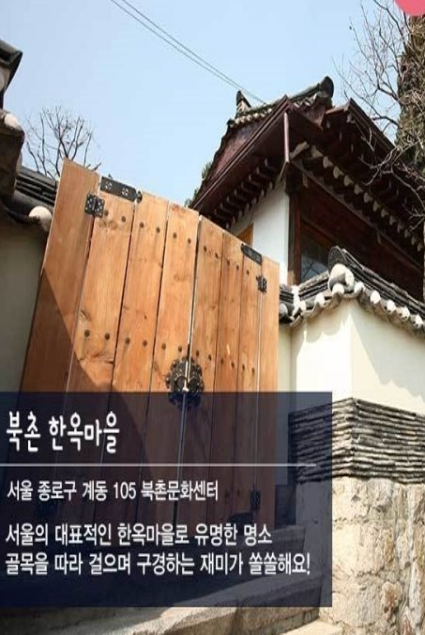 북촌 한옥마을
서울 종로구 계동 105 북촌문화센터
서울의 대표적인 한옥마을로 유명한 명소
골목을 따라 걸으며 구경하는 재미가 쏠쏠해요!